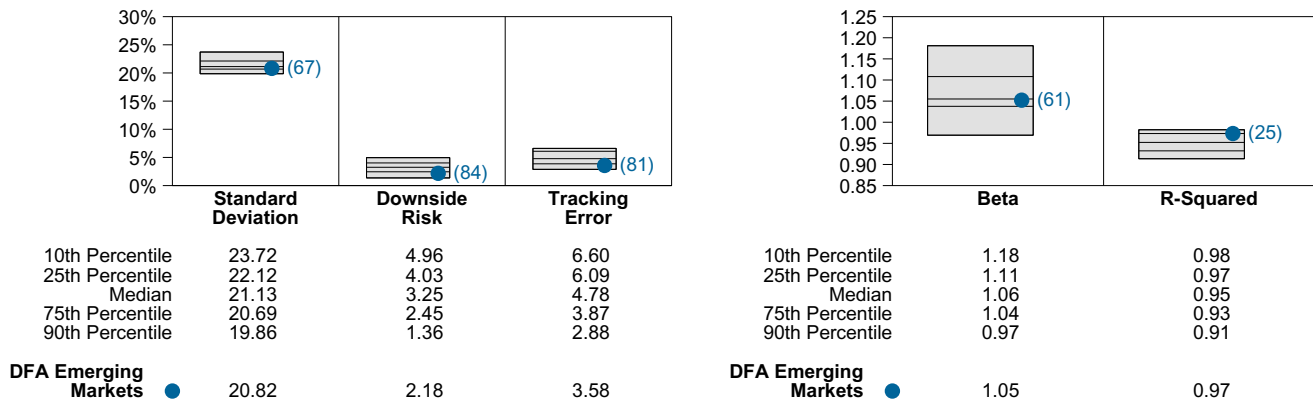 30%
25%
20%
15%
10%
5%
0%
(67)
(84)
(81)
Standard Deviation
Downside Risk
Tracking Error
10th Percentile 23.72 4.96 6.60
25th Percentile 22.12 4.03 6.09
Median 21.13 3.25 4.78
75th Percentile 20.69 2.45 3.87
90th Percentile 19.86 1.36 2.88
DFA Emerging
Markets 20.82 2.18 3.58
1.25
1.20
1.15
1.10
1.05
1.00
0.95
0.90
0.85
(61)
(25)
Beta R-Squared
10th Percentile 1.18 0.98
25th Percentile 1.11 0.97
Median 1.06 0.95
75th Percentile 1.04 0.93
90th Percentile 0.97 0.91
DFA Emerging
Markets 1.05 0.97